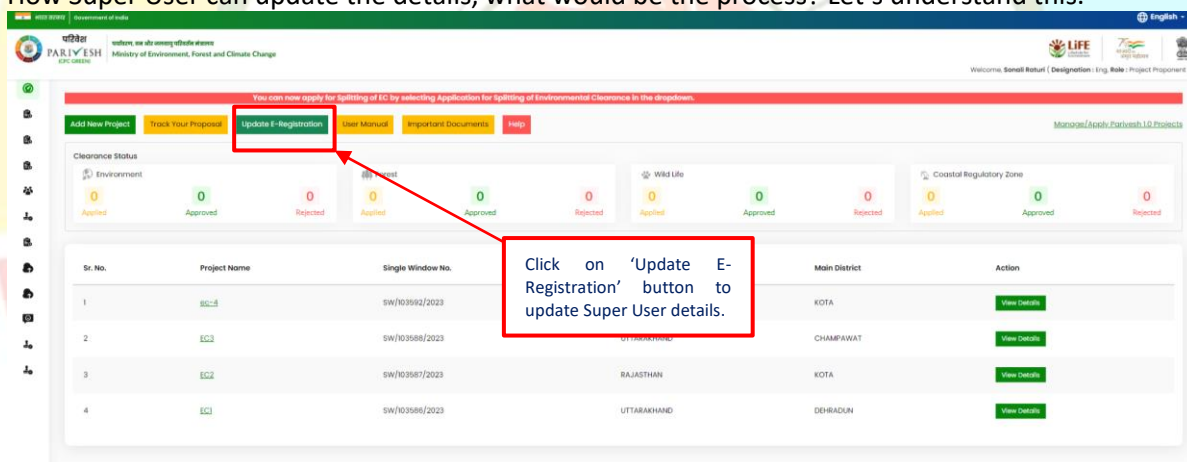 How Super User can update the details, what would be the process? Let's understand this.
भारत सरकार Government of India
English
परिवेश
PARIVESH
(CPC GREEN)
पर्यावरण, वन और जलवायु परिवर्तन मंत्रालय
Ministry of Environment, Forest and Climate Change
LiFE
Welcome, Sonali Raturi ( Designation : Eng, Role : Project Proponent
You can now apply for Splitting of EC by selecting Application for Splitting of Environmental Clearance in the dropdown.
Add New Project Track Your Proposal Update E-Registration User Manual Important Documents Help Manage/Apply Parivesh 1.0 Projects
Clearance Status
Environment Forest Wild Life Coastal Regulatory Zone
0 0 0 0 0 0 0 0 0 0 0 0
Applied Approved Rejected Applied Approved Rejected Applied Approved Rejected Applied Approved Rejected
Click on 'Update E-
Registration' button to
update Super User details.
Sr. No. Project Name Single Window No. Main District Action
1 ec-4 SW/103592/2023 KOTA View Details
2 EC3 SW/103588/2023 UTTARAKHAND CHAMPAWAT View Details
3 EC2 SW/103587/2023 RAJASTHAN KOTA View Details
4 EC1 SW/103586/2023 UTTARAKHAND DEHRADUN View Details